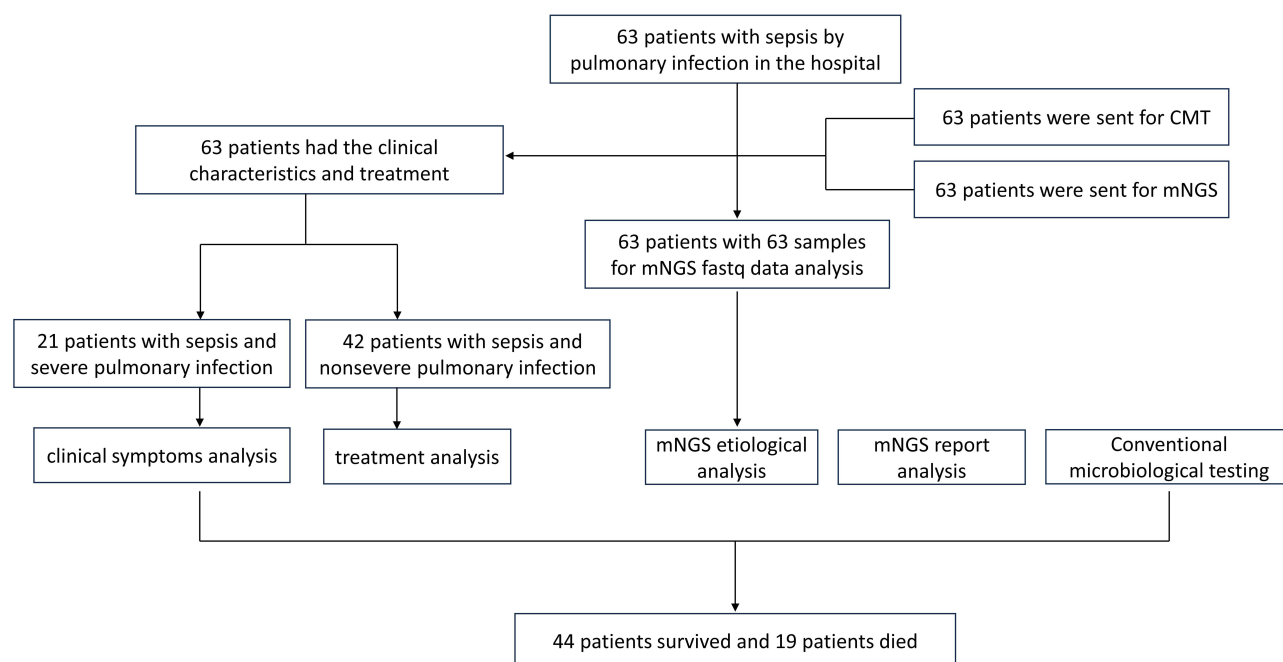 63 patients with sepsis by
pulmonary infection in the hospital
63 patients were sent for CMT
63 patients had the clinical
characteristics and treatment
63 patients were sent for mNGS
63 patients with 63 samples
for mNGS fastq data analysis
21 patients with sepsis and
severe pulmonary infection
42 patients with sepsis and
nonsevere pulmonary infection
clinical symptoms analysis
treatment analysis
mNGS etiological
analysis
mNGS report
analysis
Conventional
microbiological testing
44 patients survived and 19 patients died